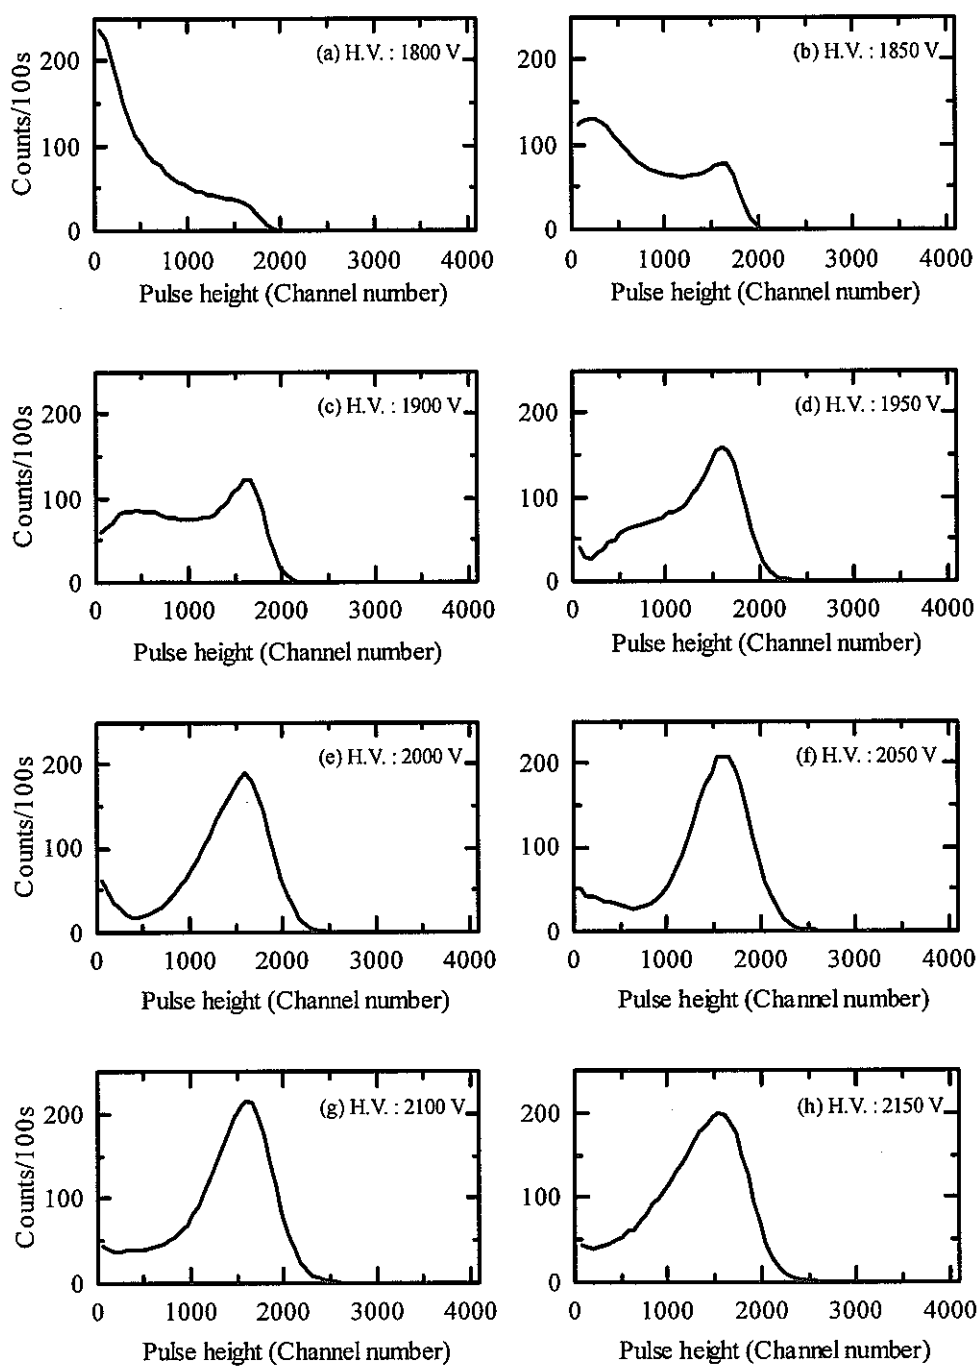 (a) H.V. : 1800 V
Counts/100s
200
100
0
0 1000 2000 3000 4000
Pulse height (Channel number)
(b) H.V. : 1850 V
200
100
0
0 1000 2000 3000 4000
Pulse height (Channel number)
(c) H.V. : 1900 V
Counts/100s
200
100
0
0 1000 2000 3000 4000
Pulse height (Channel number)
(d) H.V. : 1950 V
200
100
0
0 1000 2000 3000 4000
Pulse height (Channel number)
(e) H.V. : 2000 V
Counts/100s
200
100
0
0 1000 2000 3000 4000
Pulse height (Channel number)
(f) H.V. : 2050 V
200
100
0
0 1000 2000 3000 4000
Pulse height (Channel number)
(g) H.V. : 2100 V
Counts/100s
200
100
0
0 1000 2000 3000 4000
Pulse height (Channel number)
(h) H.V. : 2150 V
200
100
0
0 1000 2000 3000 4000
Pulse height (Channel number)